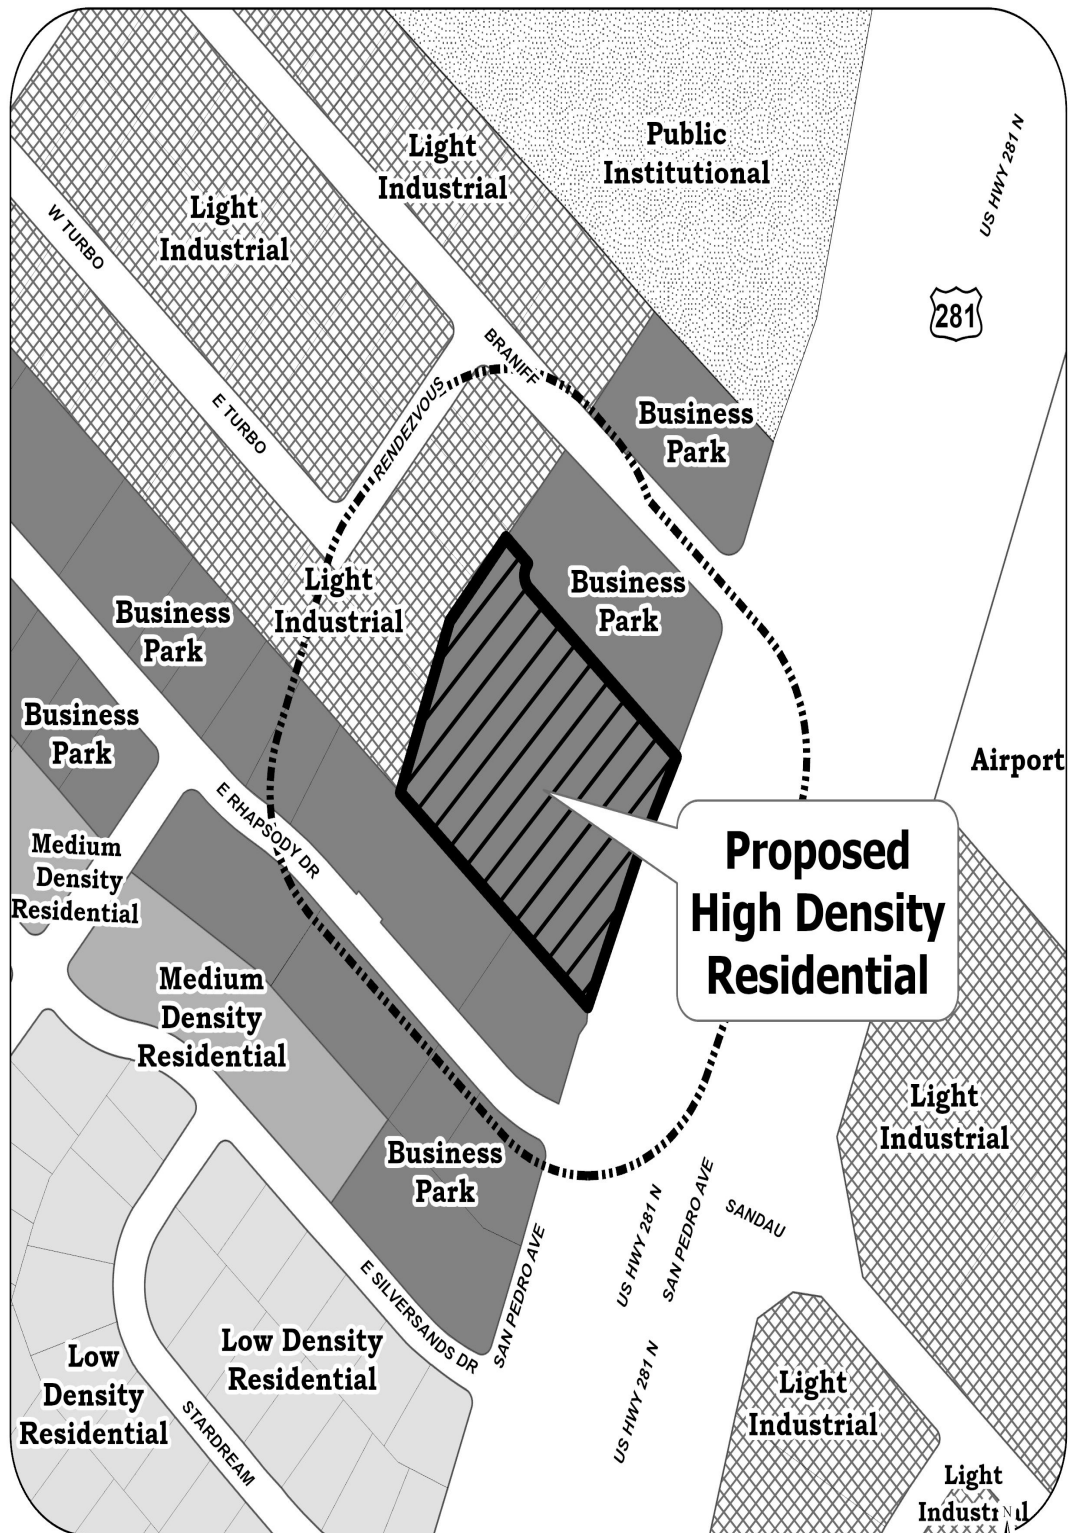 US HWY 281 N
Public
Institutional
Light
Industrial
Light
Industrial
W TURBO
281
BRANIFF
RENDEZVOUS
E TURBO
Business
Park
Light
Industrial
Business
Park
Business
Park
Business
Park
Airport
E RHAPSODY DR
Proposed
High Density
Residential
Medium
Density
Residential
Medium
Density
Residential
Light
Industrial
Business
Park
US HWY 281 N
SAN PEDRO AVE
SANDAU
SAN PEDRO AVE
E SILVERSANDS DR
Low Density
Residential
Low
Density
Residential
STARDREAM
US HWY 281 N
Light
Industrial
Light
Industrial
N